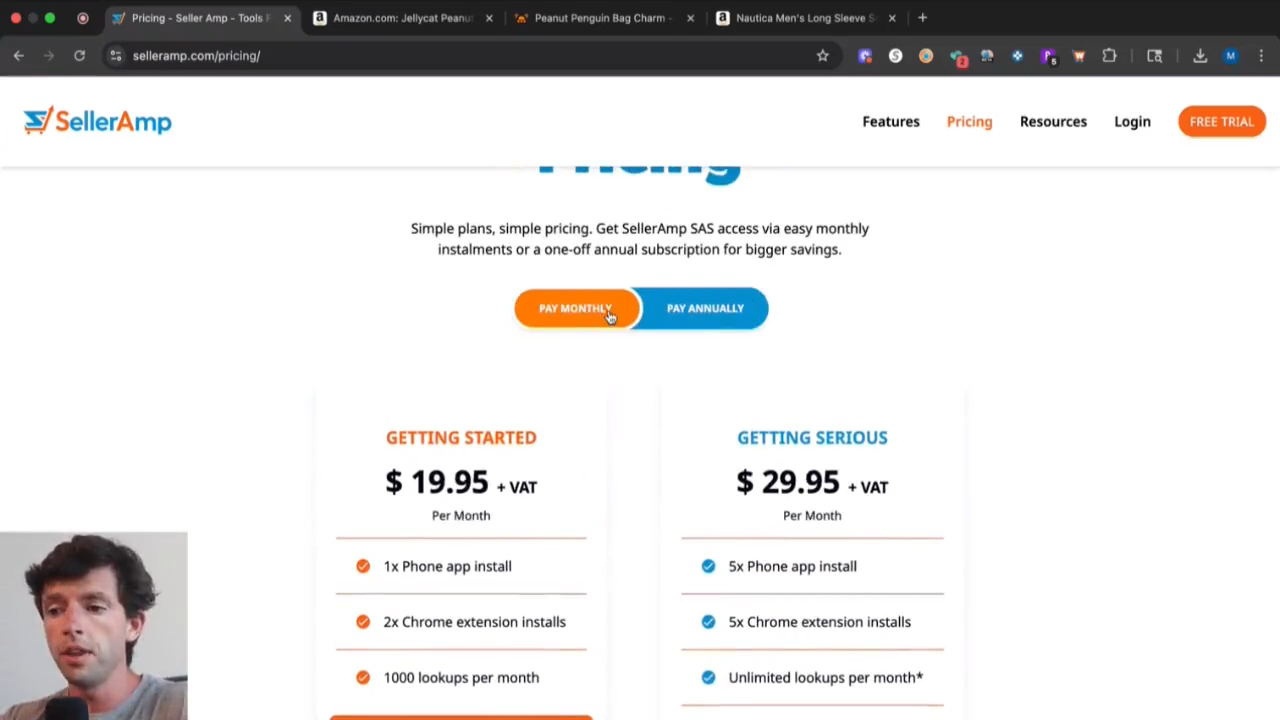 Pricing - Seller Amp - Tools F
Amazon.com: Jellycat Peanut
Peanut Penguin Bag Charm -
Nautica Men's Long Sleeve S
selleramp.com/pricing/
2
5
M
SellerAmp
Features
Pricing
Resources
Login
FREE TRIAL
Pricing
Simple plans, simple pricing. Get SellerAmp SAS access via easy monthly
instalments or a one-off annual subscription for bigger savings.
PAY MONTHLY
PAY ANNUALLY
GETTING STARTED
$ 19.95 + VAT
Per Month
1x Phone app install
2x Chrome extension installs
1000 lookups per month
GETTING SERIOUS
$ 29.95 + VAT
Per Month
5x Phone app install
5x Chrome extension installs
Unlimited lookups per month*